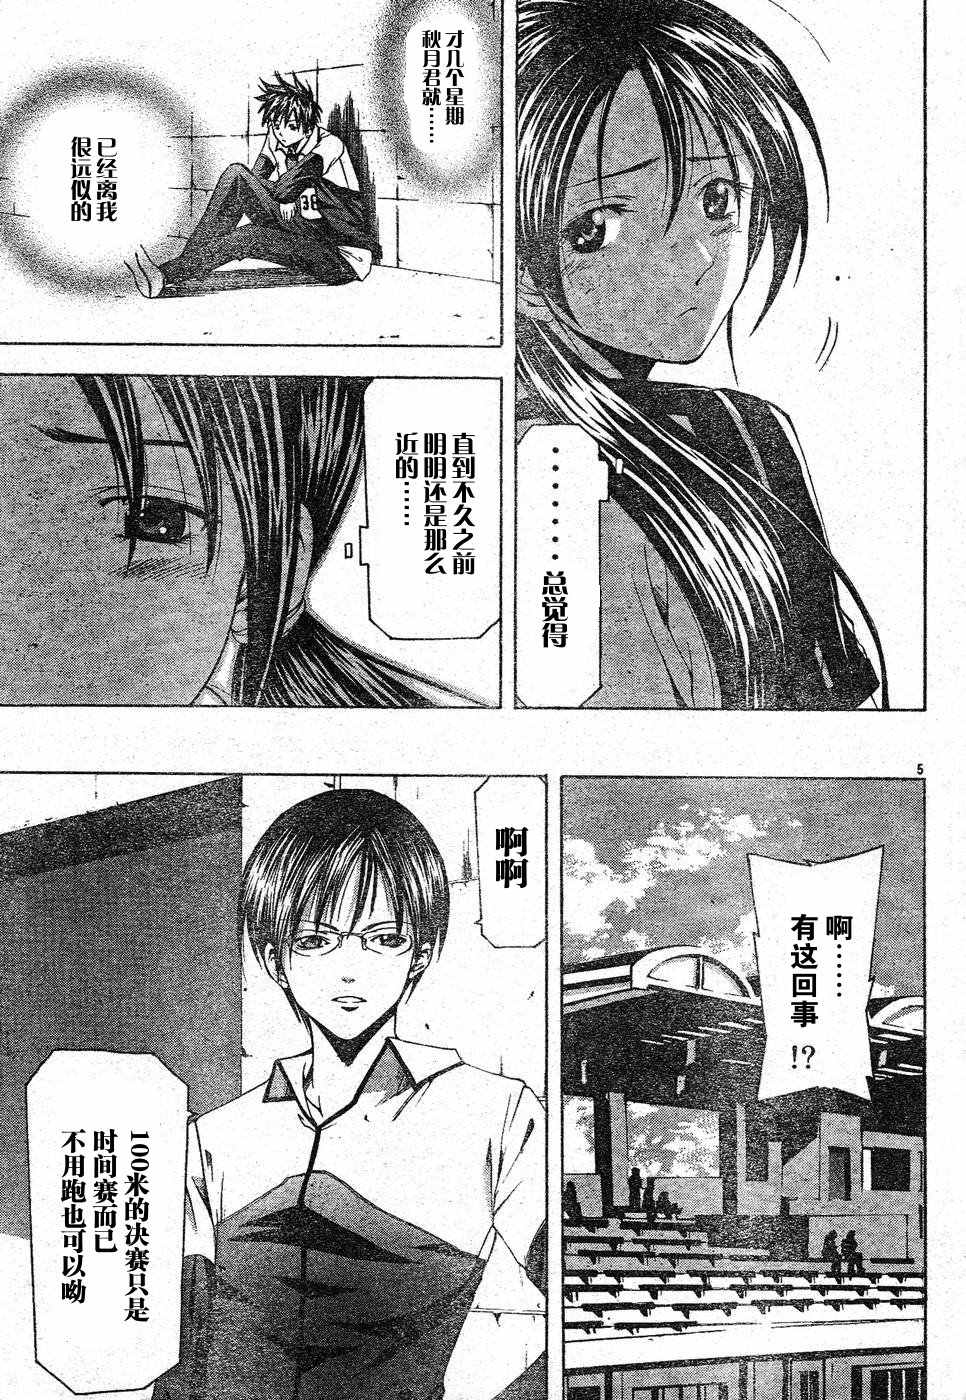 ………………
总觉得
才几个星期
秋月君就……
已经离我
很远似的
38
直到不久之前
明明还是那么
近的……
5
啊……
有这回事
!?
啊
啊
100米的决赛只是
时间赛而已
不用跑也可以呦